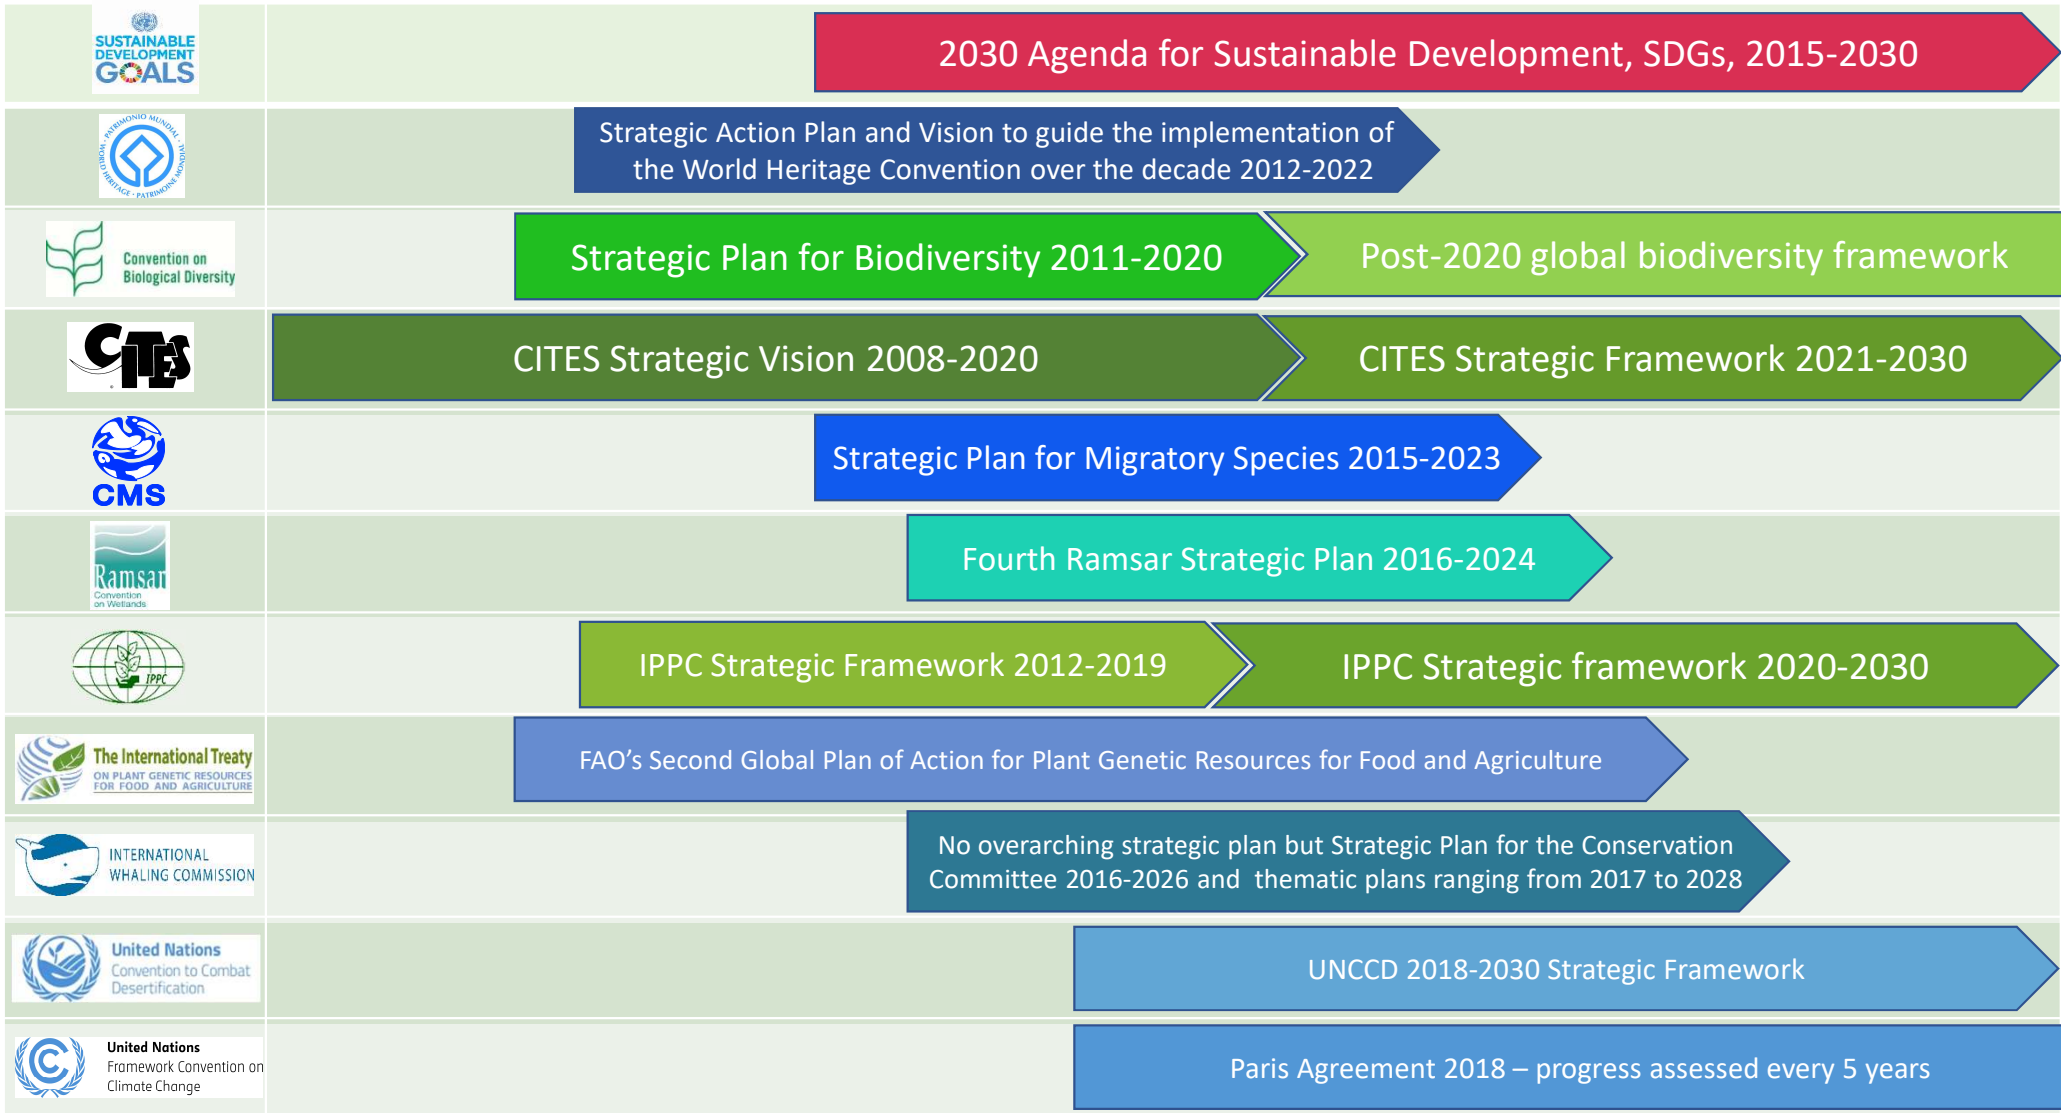 SUSTAINABLE
DEVELOPMENT
GOALS
2030 Agenda for Sustainable Development, SDGs, 2015-2030
PATRIMONIO MUNDIAL · WORLD HERITAGE · PATRIMOINE MONDIAL
Strategic Action Plan and Vision to guide the implementation of
the World Heritage Convention over the decade 2012-2022
Convention on
Biological Diversity
Strategic Plan for Biodiversity 2011-2020
Post-2020 global biodiversity framework
CITES
CITES Strategic Vision 2008-2020
CITES Strategic Framework 2021-2030
CMS
Strategic Plan for Migratory Species 2015-2023
Ramsar
Convention
on Wetlands
Fourth Ramsar Strategic Plan 2016-2024
IPPC
IPPC Strategic Framework 2012-2019
IPPC Strategic framework 2020-2030
The International Treaty
ON PLANT GENETIC RESOURCES
FOR FOOD AND AGRICULTURE
FAO’s Second Global Plan of Action for Plant Genetic Resources for Food and Agriculture
INTERNATIONAL
WHALING COMMISSION
No overarching strategic plan but Strategic Plan for the Conservation
Committee 2016-2026 and thematic plans ranging from 2017 to 2028
United Nations
Convention to Combat
Desertification
UNCCD 2018-2030 Strategic Framework
United Nations
Framework Convention on
Climate Change
Paris Agreement 2018 – progress assessed every 5 years